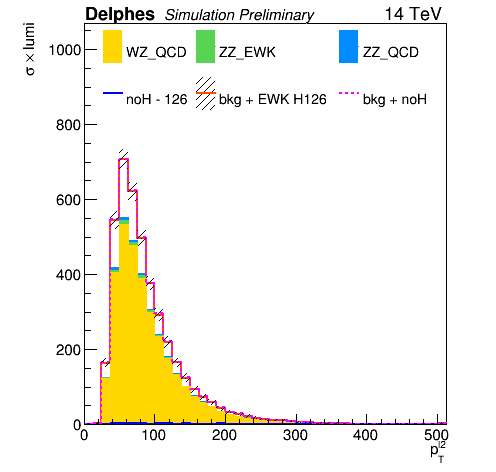 Delphes Simulation Preliminary 14 TeV
σ × lumi
WZ_QCD ZZ_EWK ZZ_QCD
noH - 126 bkg + EWK H126 bkg + noH
1000
800
600
400
200
0
0 100 200 300 400 500
p_T^l2